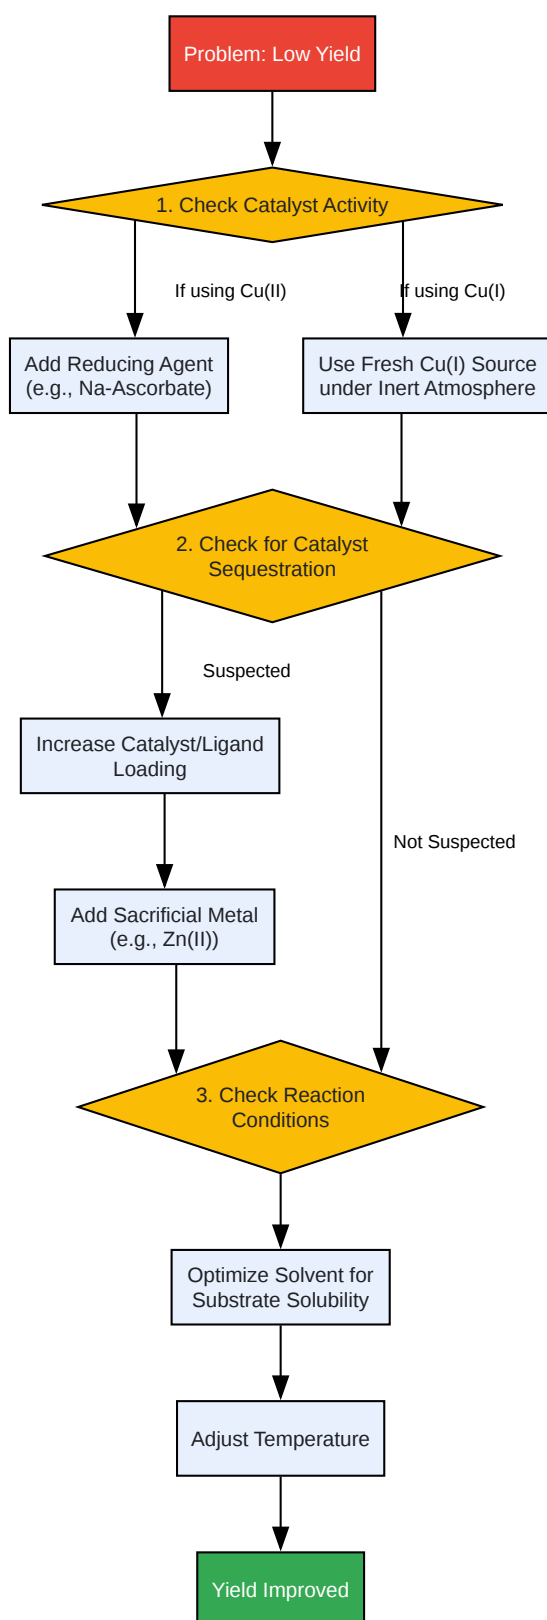 Problem: Low Yield
1. Check Catalyst Activity
If using Cu(II)
If using Cu(I)
Add Reducing Agent
(e.g., Na-Ascorbate)
Use Fresh Cu(I) Source
under Inert Atmosphere
2. Check for Catalyst
Sequestration
Suspected
Increase Catalyst/Ligand
Loading
Not Suspected
Add Sacrificial Metal
(e.g., Zn(II))
3. Check Reaction
Conditions
Optimize Solvent for
Substrate Solubility
Adjust Temperature
Yield Improved